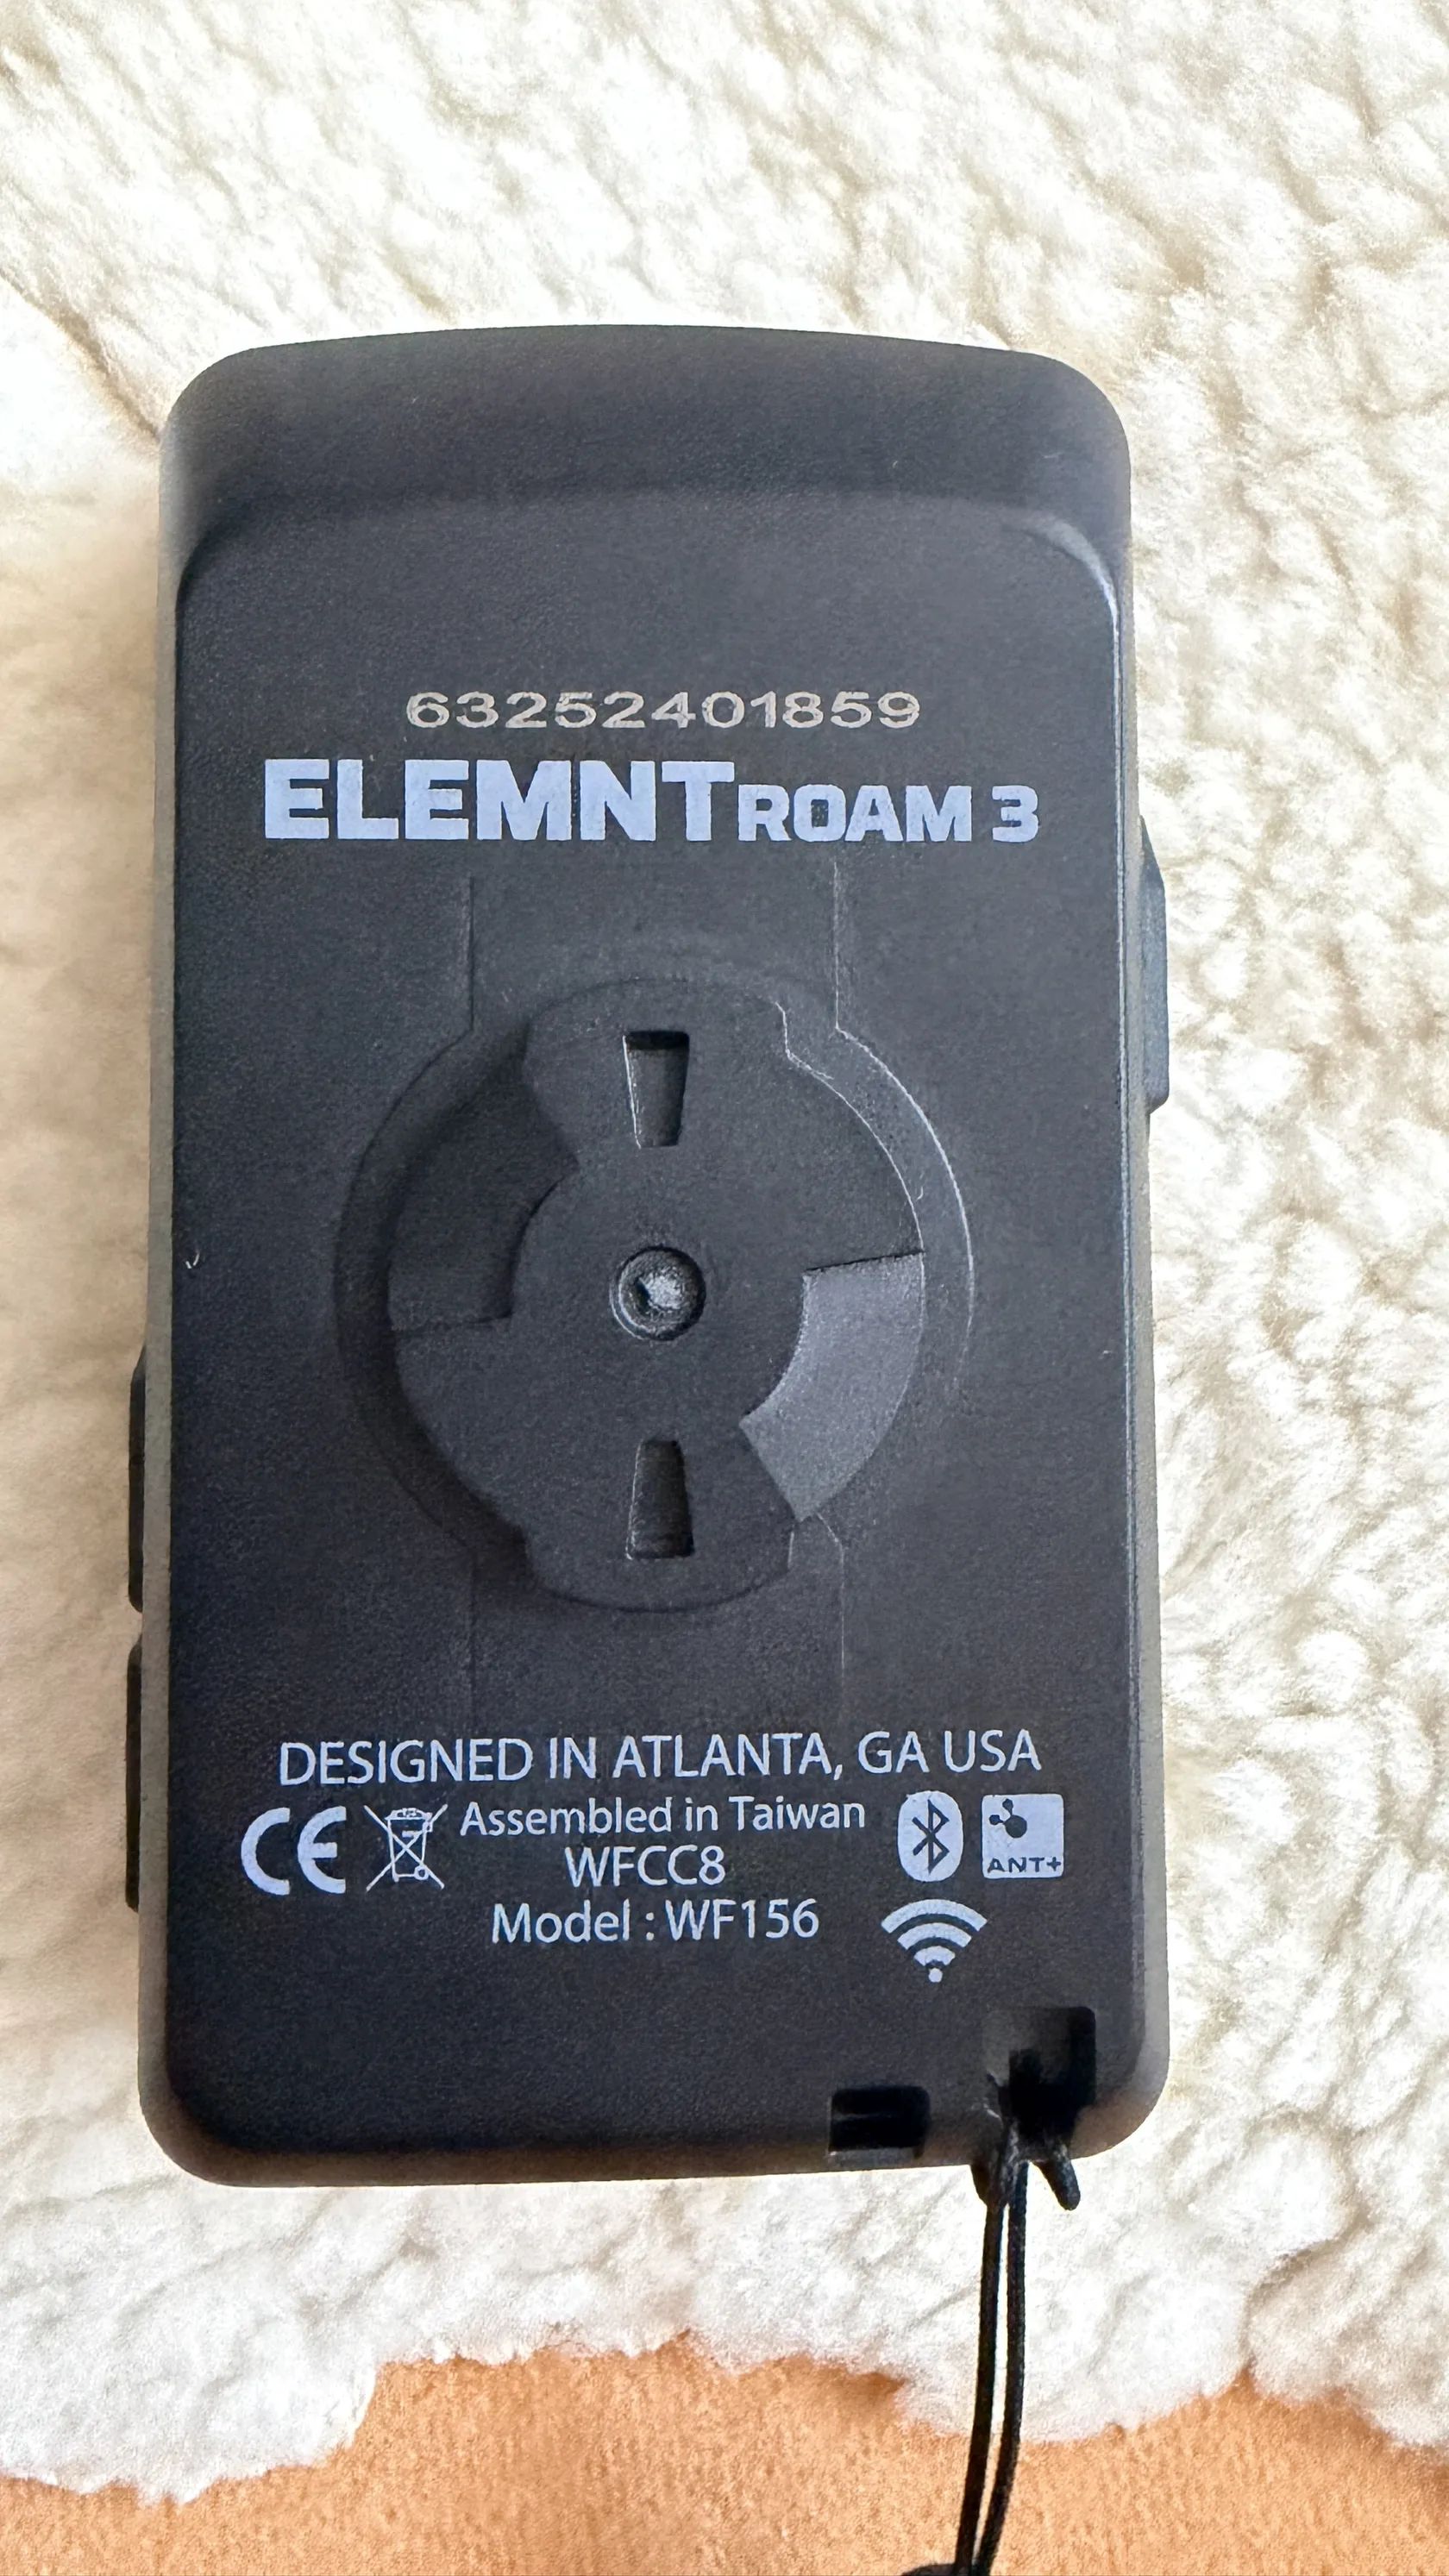 63252401859
ELEMNT ROAM 3
DESIGNED IN ATLANTA, GA USA
CE Assembled in Taiwan
WFCC8
ANT+
Model : WF156